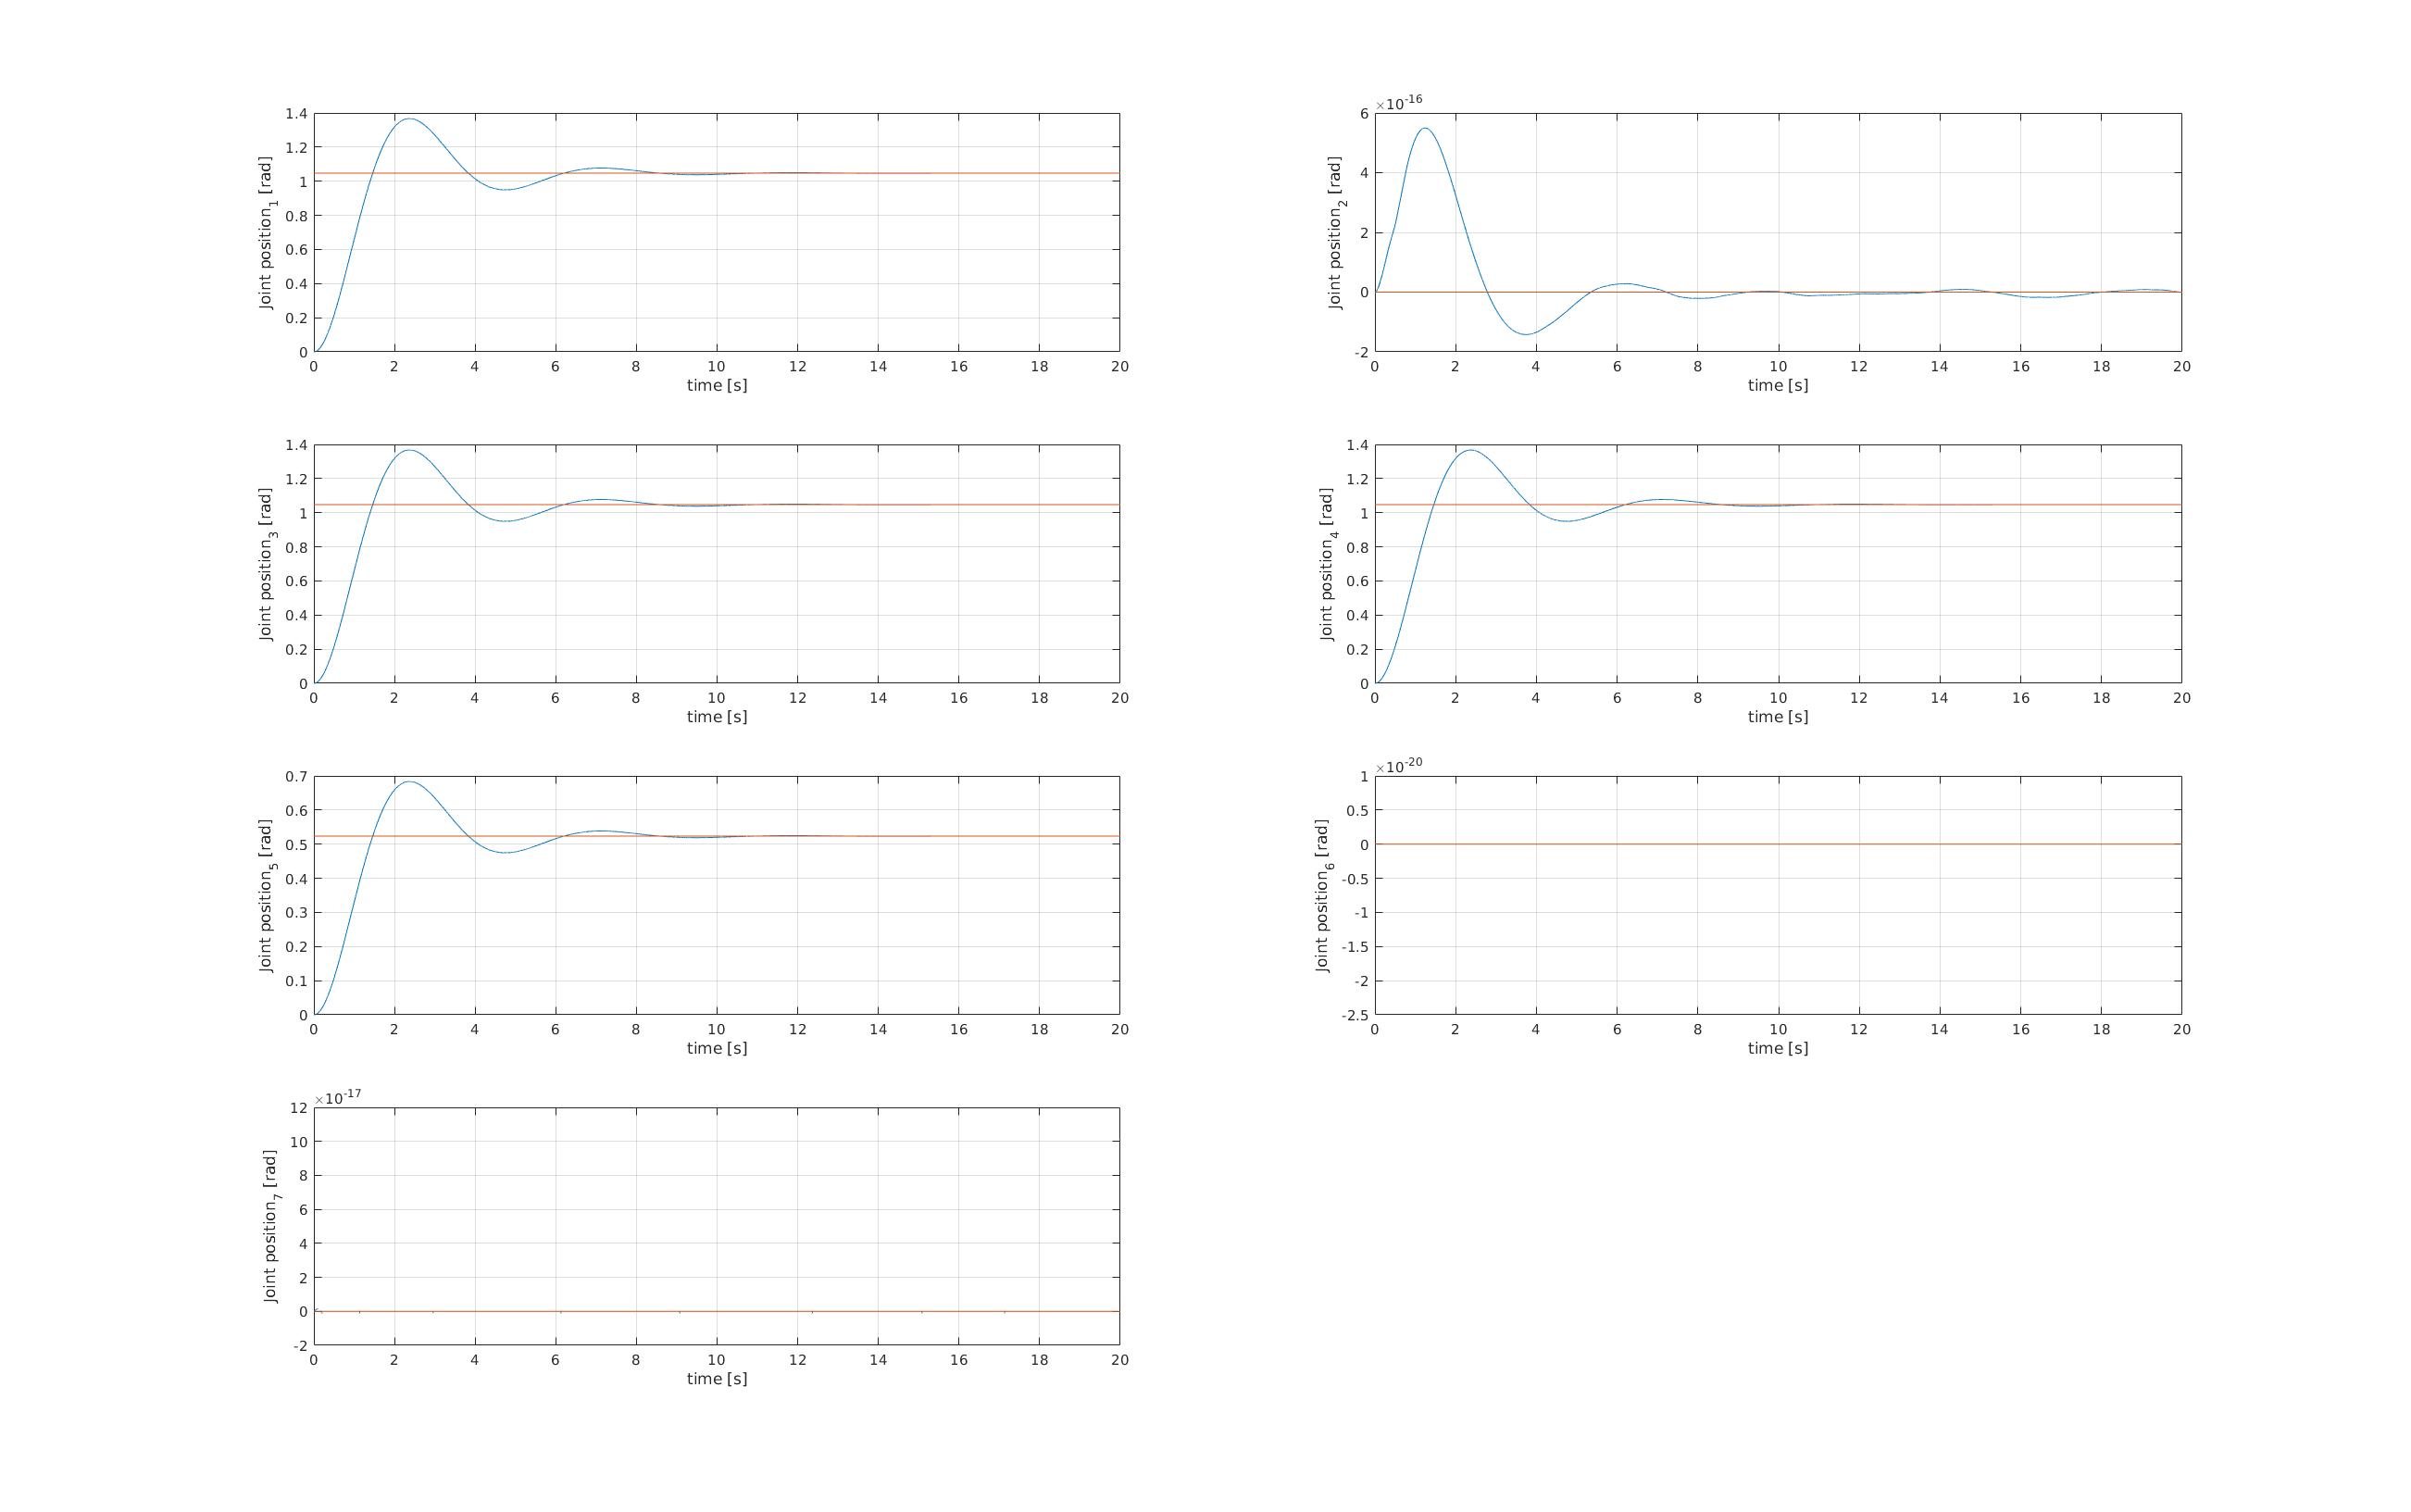 Joint position1 [rad]
1.4
1.2
1
0.8
0.6
0.4
0.2
0
0 2 4 6 8 10 12 14 16 18 20
time [s]
×10-16
Joint position2 [rad]
6
4
2
0
-2
0 2 4 6 8 10 12 14 16 18 20
time [s]
Joint position3 [rad]
1.4
1.2
1
0.8
0.6
0.4
0.2
0
0 2 4 6 8 10 12 14 16 18 20
time [s]
Joint position4 [rad]
1.4
1.2
1
0.8
0.6
0.4
0.2
0
0 2 4 6 8 10 12 14 16 18 20
time [s]
Joint position5 [rad]
0.7
0.6
0.5
0.4
0.3
0.2
0.1
0
0 2 4 6 8 10 12 14 16 18 20
time [s]
×10-20
Joint position6 [rad]
1
0.5
0
-0.5
-1
-1.5
-2
-2.5
0 2 4 6 8 10 12 14 16 18 20
time [s]
×10-17
Joint position7 [rad]
12
10
8
6
4
2
0
-2
0 2 4 6 8 10 12 14 16 18 20
time [s]